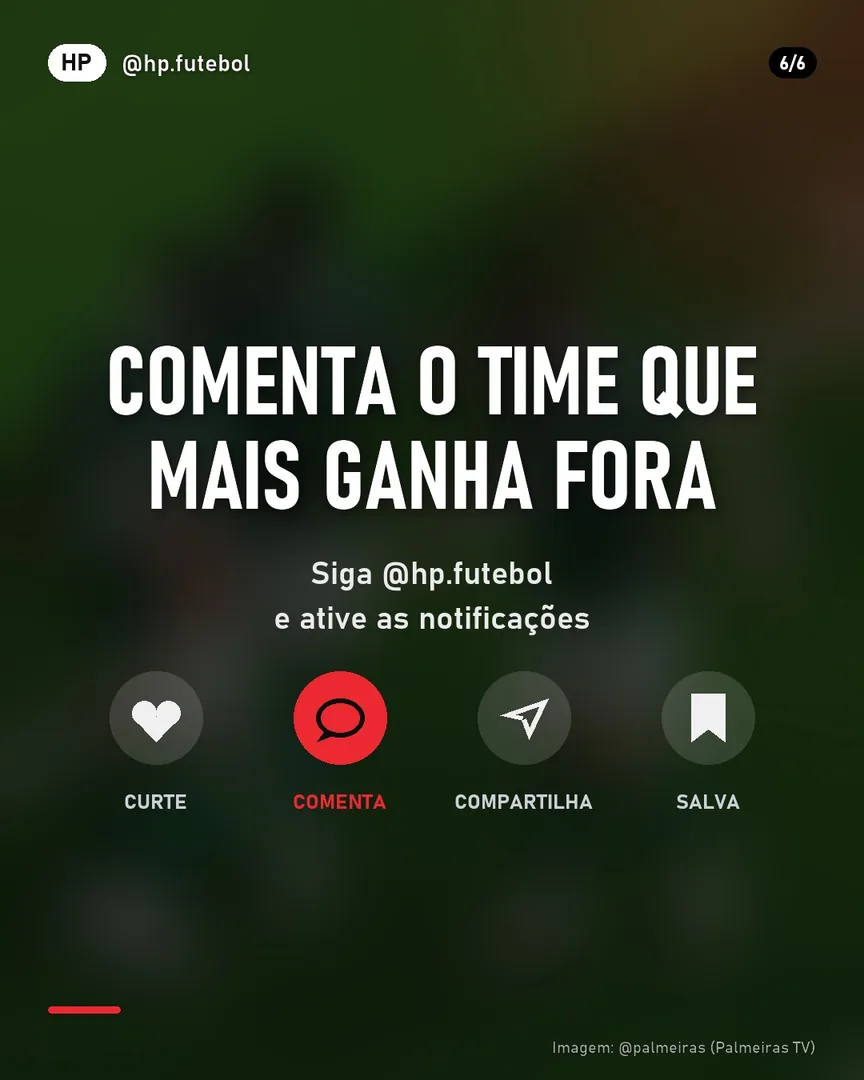 HP @hp.futebol 6/6
COMENTA O TIME QUE
MAIS GANHA FORA
Siga @hp.futebol
e ative as notificações
CURTE COMENTA COMPARTILHA SALVA
Imagem: @palmeiras (Palmeiras TV)